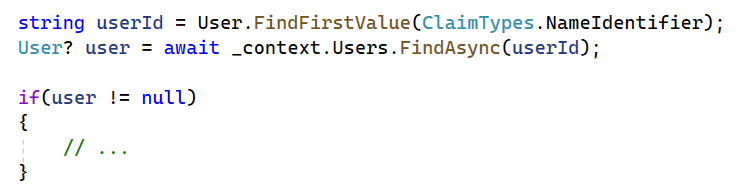 string userId = User.FindFirstValue(ClaimTypes.NameIdentifier);
User? user = await _context.Users.FindAsync(userId);

if(user != null)
{
    // ...
}